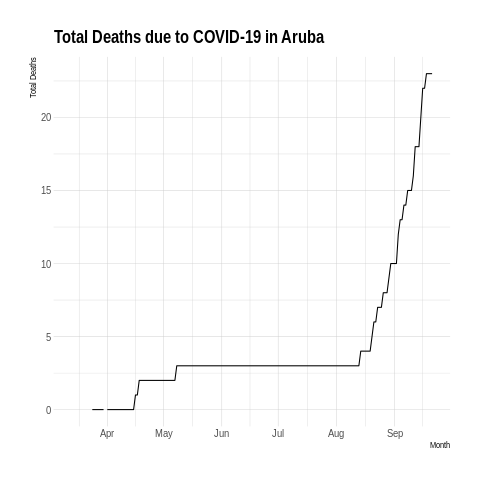 Total Deaths due to COVID-19 in Aruba
Total Deaths
20
15
10
5
0
Apr May Jun Jul Aug Sep
Month